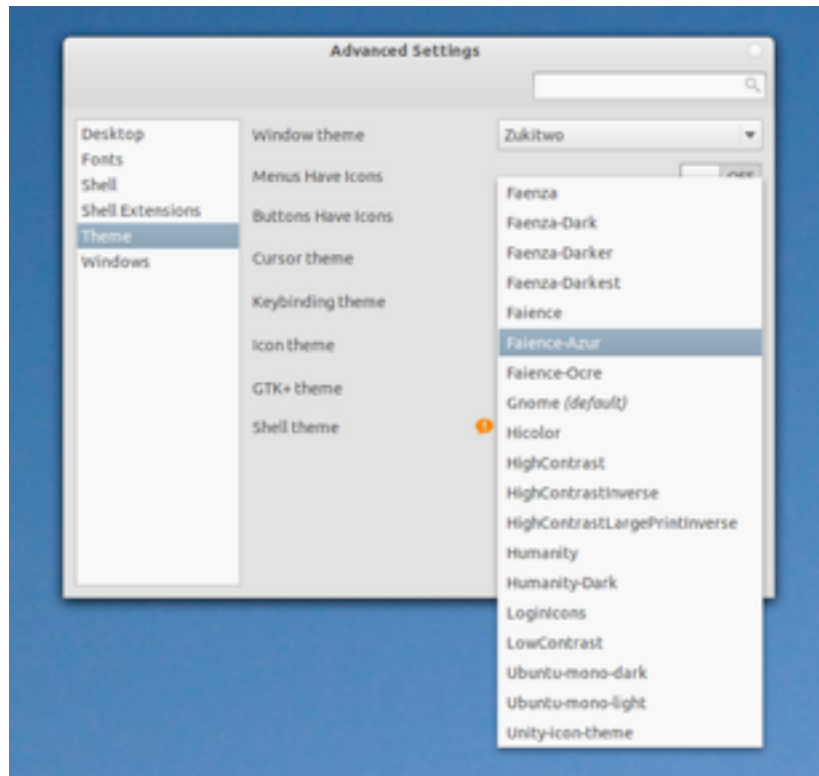 Advanced Settings
Desktop
Fonts
Shell
Shell Extensions
Theme
Windows
Window theme
Zukitwo
Menus Have Icons
OFF
Buttons Have Icons
Cursor theme
Keybinding theme
Icon theme
GTK+ theme
Shell theme
Faenza
Faenza-Dark
Faenza-Darker
Faenza-Darkest
Faience
Faience-Azur
Faience-Ocre
Gnome (default)
Hicolor
HighContrast
HighContrastInverse
HighContrastLargePrintInverse
Humanity
Humanity-Dark
LoginIcons
LowContrast
Ubuntu-mono-dark
Ubuntu-mono-light
Unity-icon-theme